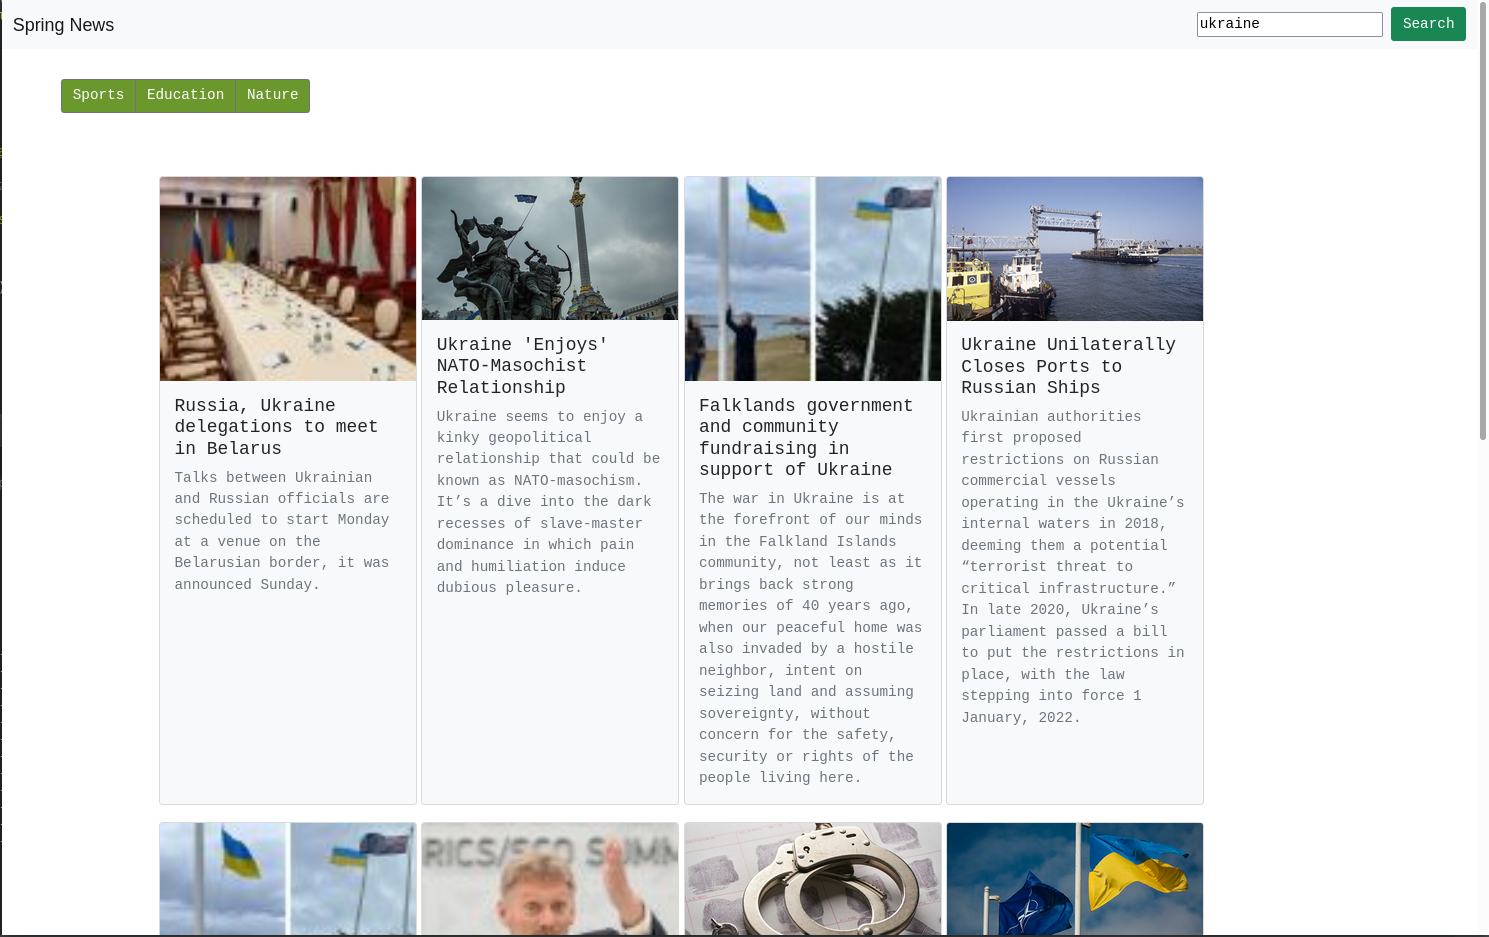 Spring News
ukraine
Search
Sports
Education
Nature
Russia, Ukraine
delegations to meet
in Belarus
Talks between Ukrainian
and Russian officials are
scheduled to start Monday
at a venue on the
Belarusian border, it was
announced Sunday.
Ukraine 'Enjoys'
NATO-Masochist
Relationship
Ukraine seems to enjoy a
kinky geopolitical
relationship that could be
known as NATO-masochism.
It’s a dive into the dark
recesses of slave-master
dominance in which pain
and humiliation induce
dubious pleasure.
Falklands government
and community
fundraising in
support of Ukraine
The war in Ukraine is at
the forefront of our minds
in the Falkland Islands
community, not least as it
brings back strong
memories of 40 years ago,
when our peaceful home was
also invaded by a hostile
neighbor, intent on
seizing land and assuming
sovereignty, without
concern for the safety,
security or rights of the
people living here.
Ukraine Unilaterally
Closes Ports to
Russian Ships
Ukrainian authorities
first proposed
restrictions on Russian
commercial vessels
operating in the Ukraine’s
internal waters in 2018,
deeming them a potential
“terrorist threat to
critical infrastructure.”
In late 2020, Ukraine’s
parliament passed a bill
to put the restrictions in
place, with the law
stepping into force 1
January, 2022.
RICS/SCO SUMM